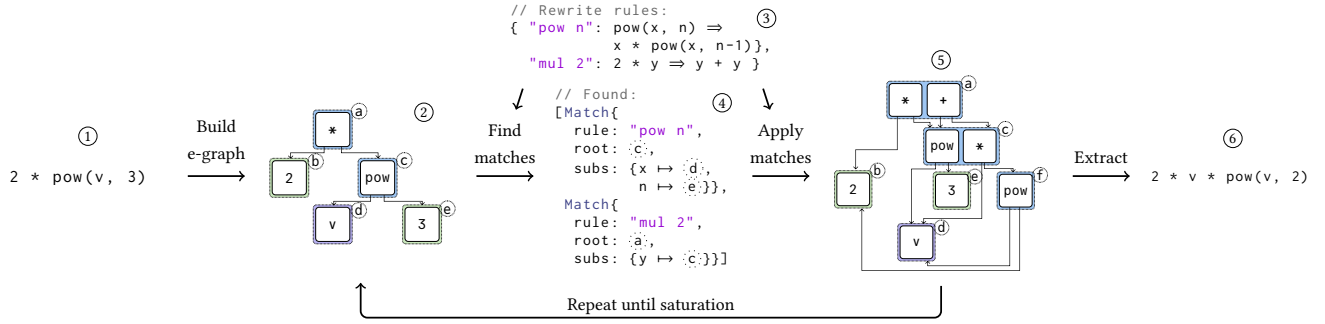 ①
2 * pow(v, 3)
Build
e-graph
②
a
*
b
c
2
pow
d
e
v
3
Find
matches
③
// Rewrite rules:
{ "pow n": pow(x, n) ⇒
x * pow(x, n-1)},
"mul 2": 2 * y ⇒ y + y }
④
// Found:
[Match{
rule: "pow n",
root: c,
subs: {x ↦ d,
n ↦ e}},
Match{
rule: "mul 2",
root: a,
subs: {y ↦ c}}]
Apply
matches
⑤
a
* +
c
pow *
b
e
f
2
3
pow
d
v
Extract
⑥
2 * v * pow(v, 2)
Repeat until saturation